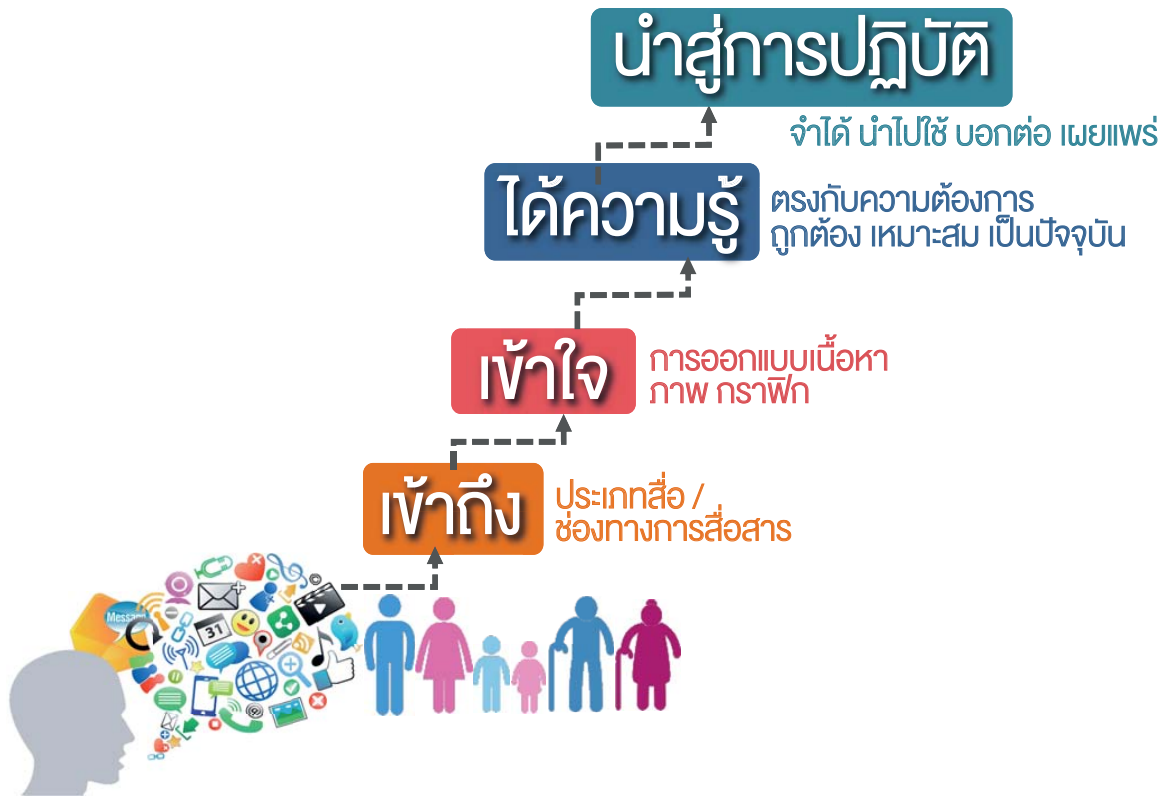 นำสู่การปฏิบัติ
จำได้ นำไปใช้ บอกต่อ เผยแพร่
ได้ความรู้
ตรงกับความต้องการ
ถูกต้อง เหมาะสม เป็นปัจจุบัน
เข้าใจ
การออกแบบเนื้อหา
ภาพ กราฟิก
เข้าถึง
ประเภทสื่อ /
ช่องทางการสื่อสาร
Message
31